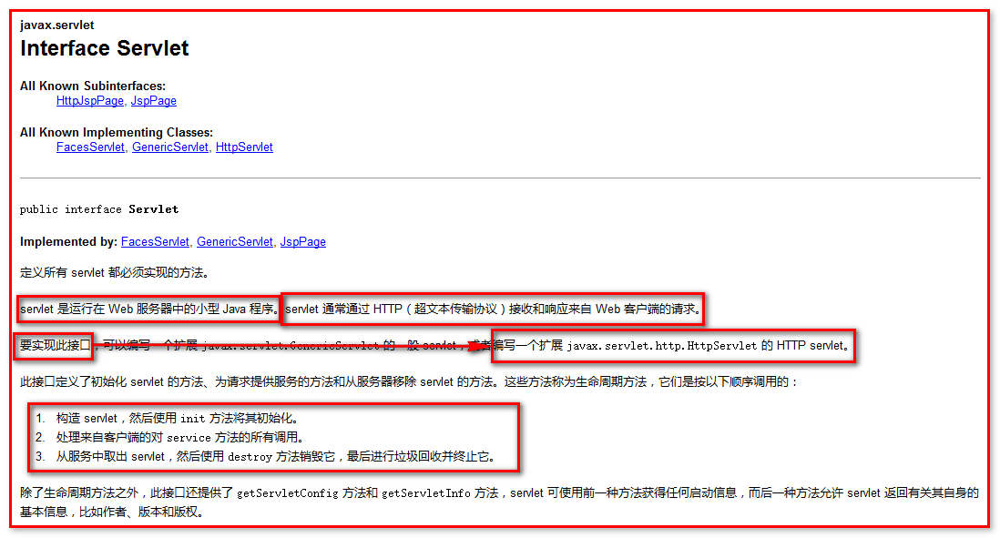 javax.servlet
Interface Servlet
All Known Subinterfaces:
HttpJspPage, JspPage
All Known Implementing Classes:
FacesServlet, GenericServlet, HttpServlet
public interface Servlet
Implemented by: FacesServlet, GenericServlet, JspPage
定义所有 servlet 都必须实现的方法。
servlet 是运行在 Web 服务器中的小型 Java 程序。servlet 通常通过 HTTP（超文本传输协议）接收和响应来自 Web 客户端的请求。
要实现此接口，可以编写一个扩展 javax.servlet.GenericServlet 的一般 servlet，或者编写一个扩展 javax.servlet.http.HttpServlet 的 HTTP servlet。
此接口定义了初始化 servlet 的方法、为请求提供服务的方法和从服务器移除 servlet 的方法。这些方法称为生命周期方法，它们是按以下顺序调用的：
1. 构造 servlet，然后使用 init 方法将其初始化。
2. 处理来自客户端的对 service 方法的所有调用。
3. 从服务中取出 servlet，然后使用 destroy 方法销毁它，最后进行垃圾回收并终止它。
除了生命周期方法之外，此接口还提供了 getServletConfig 方法和 getServletInfo 方法，servlet 可使用前一种方法获得任何启动信息，而后一种方法允许 servlet 返回有关其自身的
基本信息，比如作者、版本和版权。